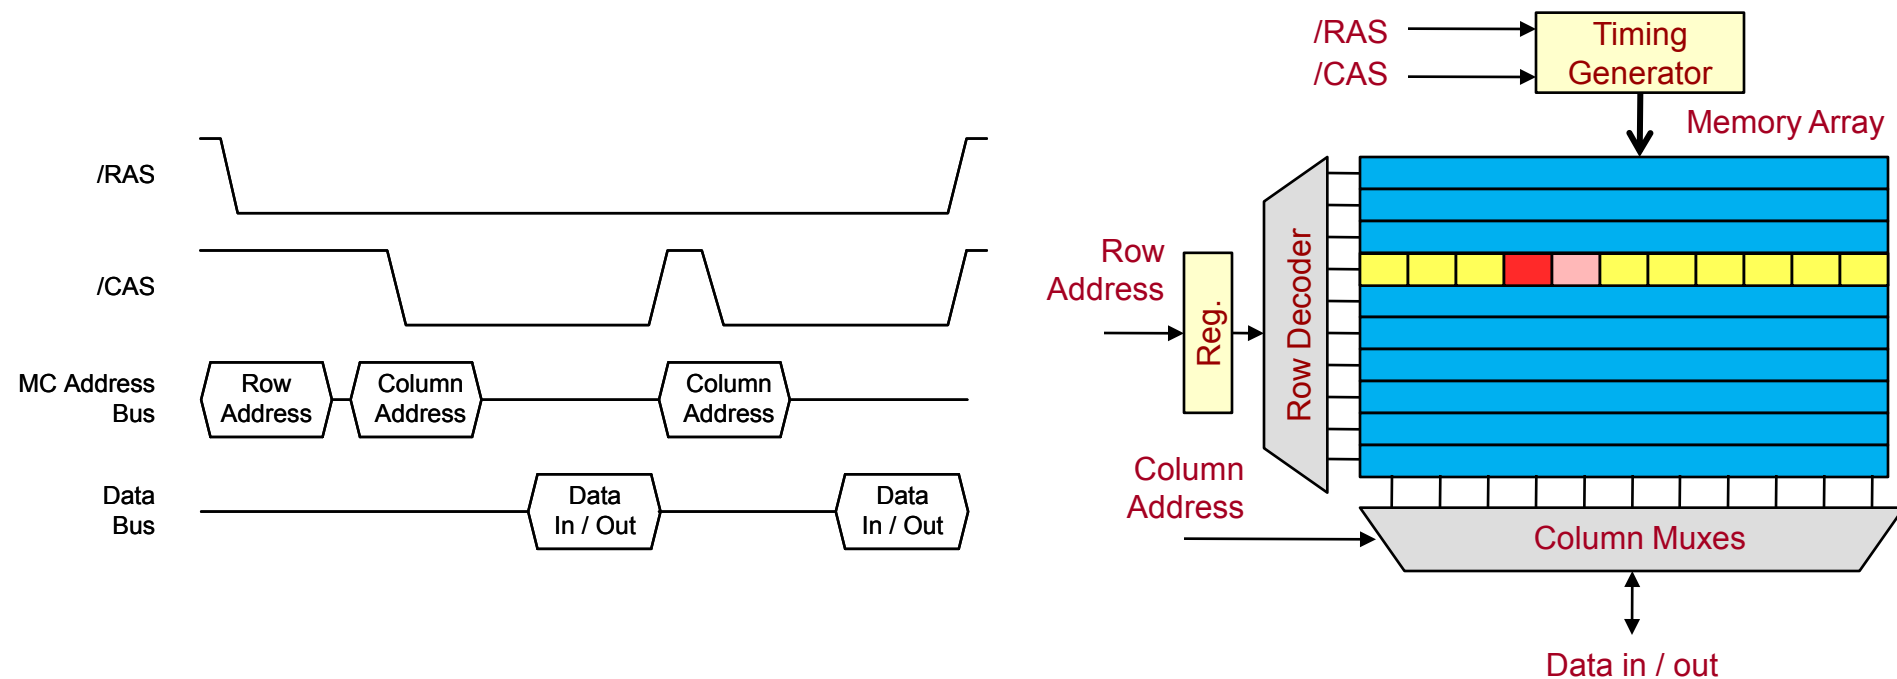 /RAS
/CAS
MC Address
Bus
Row
Address
Column
Address
Column
Address
Data
Bus
Data
In / Out
Data
In / Out
/RAS
/CAS
Timing
Generator
Memory Array
Row
Address
Reg.
Row Decoder
Column
Address
Column Muxes
Data in / out